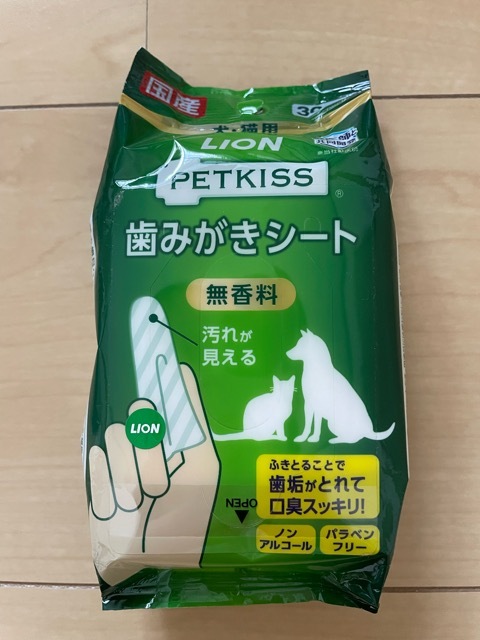 国産
犬・猫用
30
LION
PETKISS
®
歯みがきシート
無香料
汚れが
見える
LION
ふきとることで
歯垢がとれて
口臭スッキリ!
OPEN
ノン
アルコール
パラベン
フリー